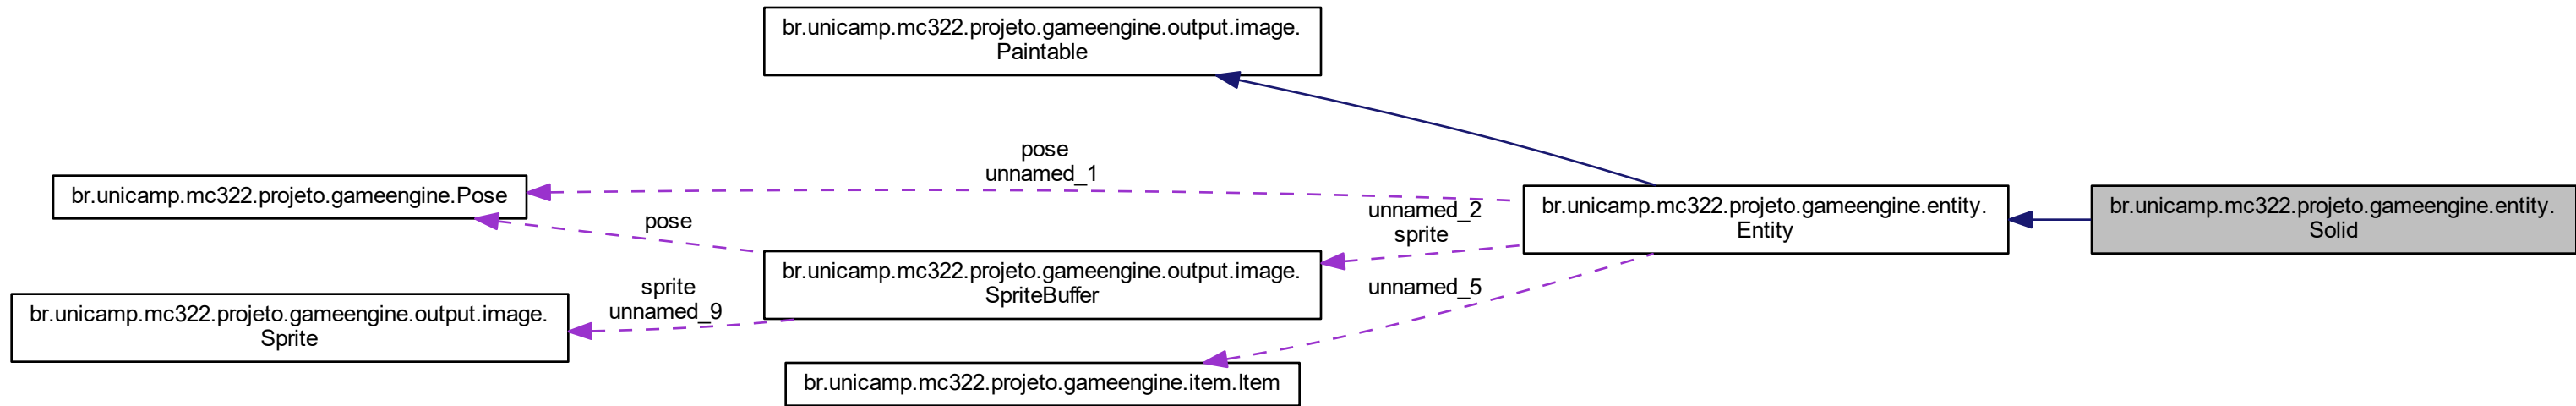 br.unicamp.mc322.projeto.gameengine.output.image.
Paintable
pose
unnamed_1
br.unicamp.mc322.projeto.gameengine.Pose
unnamed_2
sprite
br.unicamp.mc322.projeto.gameengine.entity.
Entity
br.unicamp.mc322.projeto.gameengine.entity.
Solid
pose
br.unicamp.mc322.projeto.gameengine.output.image.
SpriteBuffer
sprite
unnamed_9
unnamed_5
br.unicamp.mc322.projeto.gameengine.output.image.
Sprite
br.unicamp.mc322.projeto.gameengine.item.Item